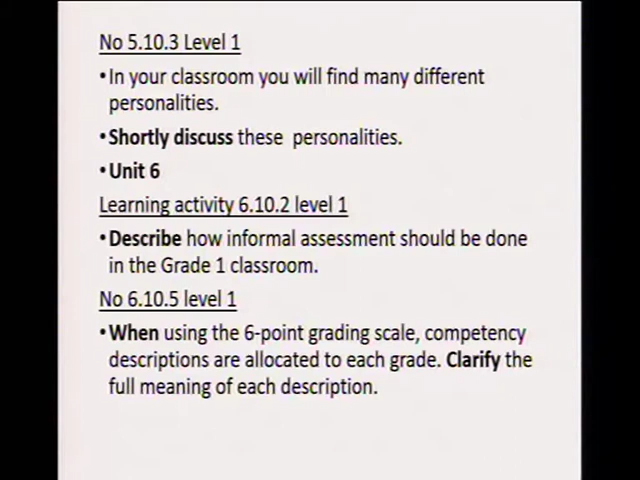 No 5.10.3 Level 1
•In your classroom you will find many different
personalities.
•Shortly discuss these personalities.
•Unit 6
Learning activity 6.10.2 level 1
•Describe how informal assessment should be done
in the Grade 1 classroom.
No 6.10.5 level 1
•When using the 6-point grading scale, competency
descriptions are allocated to each grade. Clarify the
full meaning of each description.